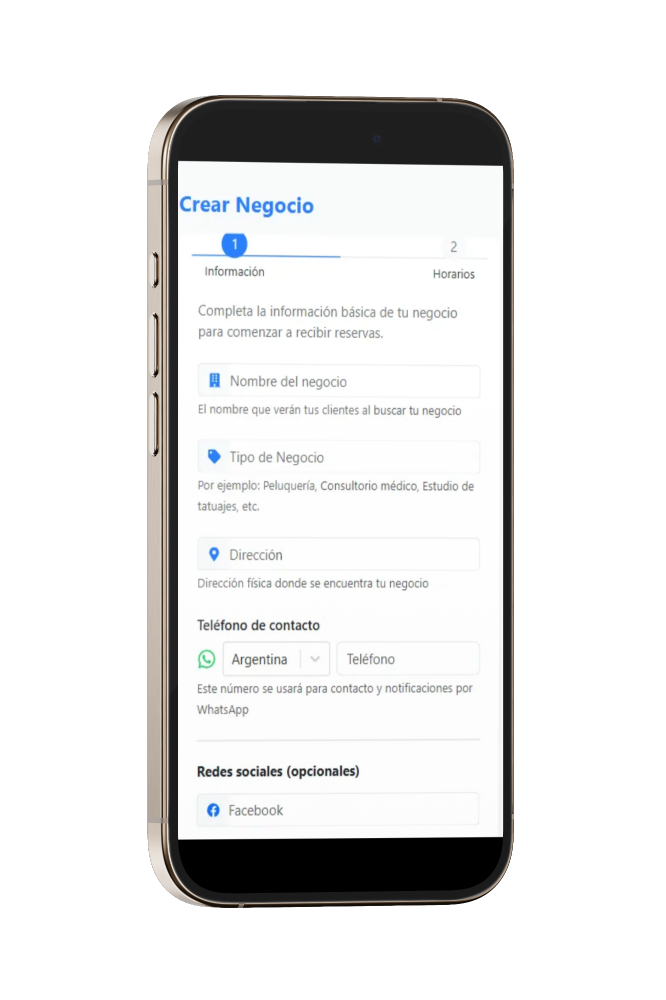 Crear Negocio
1
2
Información
Horarios
Completa la información básica de tu negocio
para comenzar a recibir reservas.
Nombre del negocio
El nombre que verán tus clientes al buscar tu negocio
Tipo de Negocio
Por ejemplo: Peluquería, Consultorio médico, Estudio de
tatuajes, etc.
Dirección
Dirección física donde se encuentra tu negocio
Teléfono de contacto
Argentina
Teléfono
Este número se usará para contacto y notificaciones por
WhatsApp
Redes sociales (opcionales)
Facebook